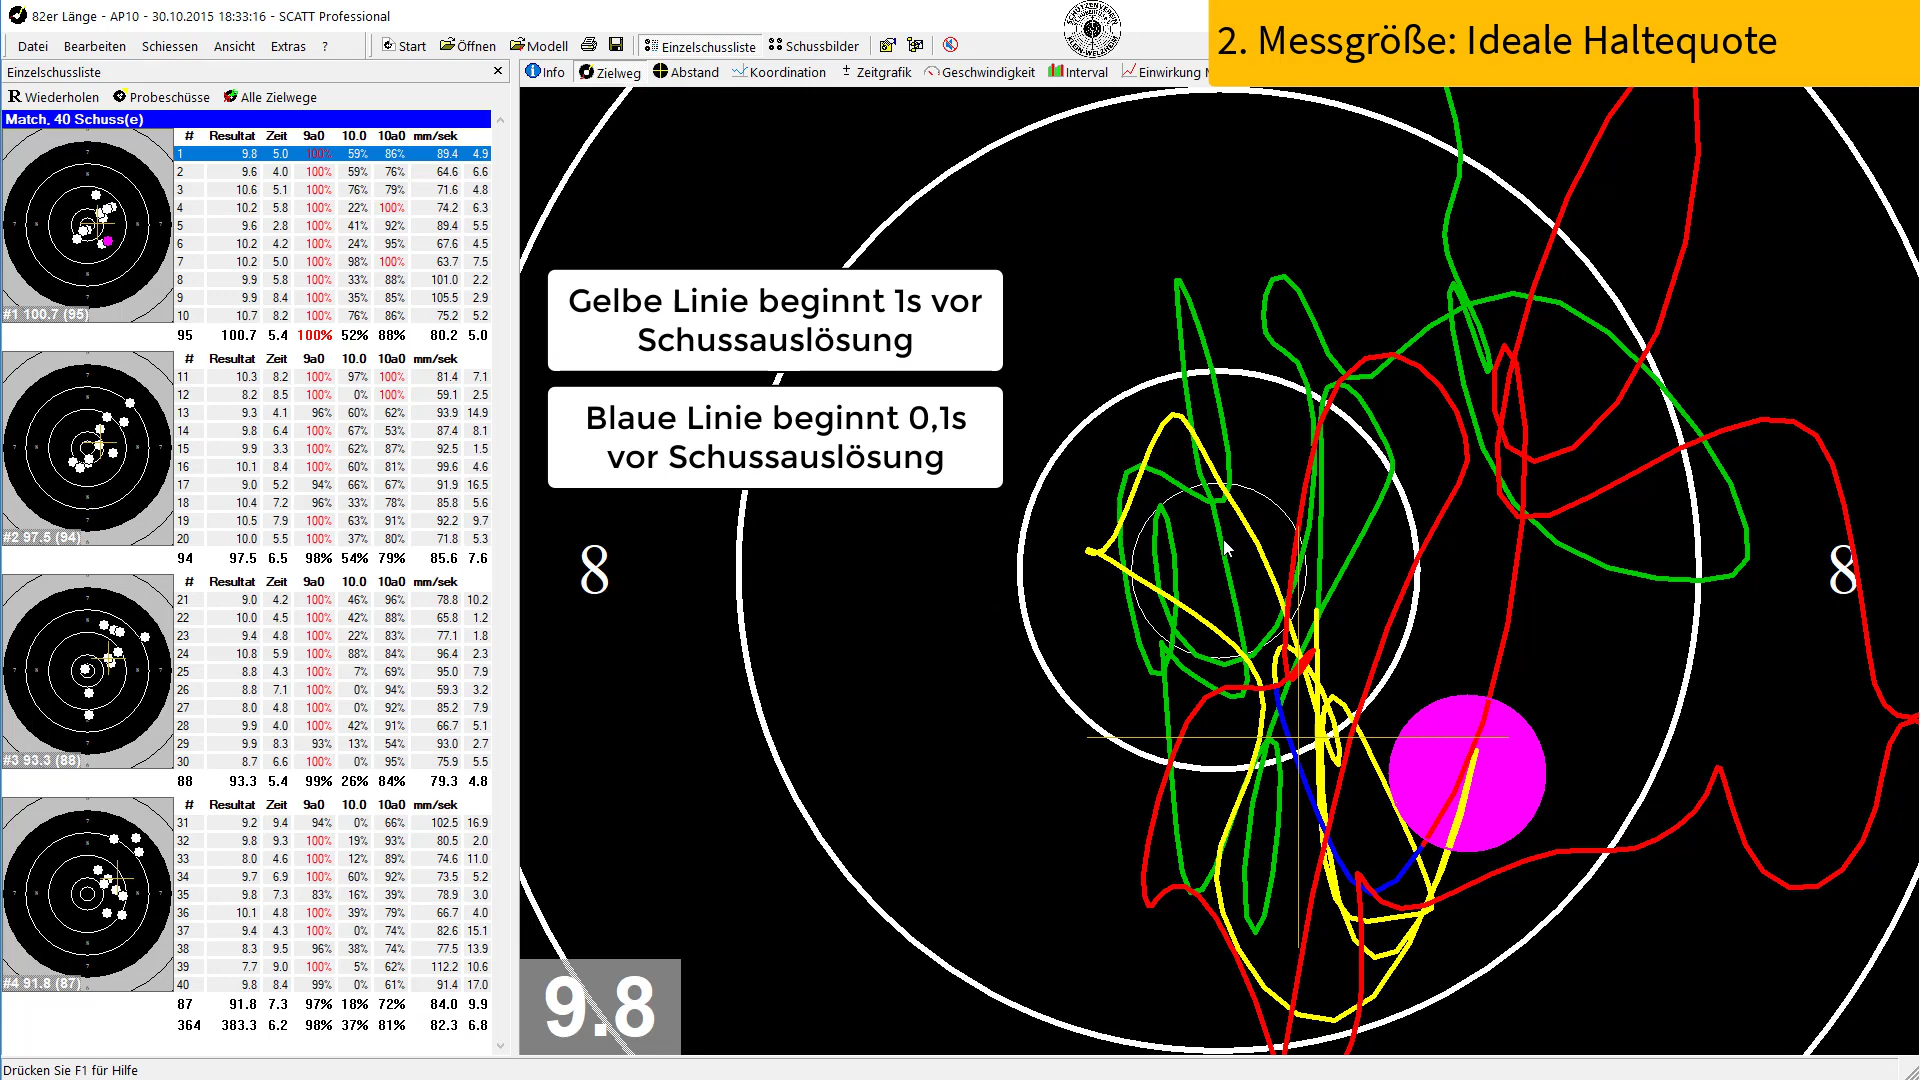 82er Länge - AP10 - 30.10.2015 18:33:16 - SCATT Professional
2. Messgröße: Ideale Haltequote
Datei Bearbeiten Schiessen Ansicht Extras ? Start Öffnen Modell Einzelschussliste Schussbilder
SCHÜTZENVEREIN KLEIN-WELZHEIM
Einzelschussliste
Info Zielweg Abstand Koordination Zeitgrafik Geschwindigkeit Interval Einwirkung
R Wiederholen Probeschüsse Alle Zielwege
Match, 40 Schuss(e)
# Resultat Zeit 9a0 10.0 10a0 mm/sek
1 9.8 5.0 100% 59% 86% 89.4 4.9
2 9.6 4.0 100% 59% 76% 64.6 6.6
3 10.6 5.1 100% 76% 79% 71.6 4.8
4 10.2 5.8 100% 22% 100% 74.2 6.3
5 9.6 2.8 100% 41% 92% 89.4 5.5
6 10.2 4.2 100% 24% 95% 67.6 4.5
7 10.2 5.0 100% 98% 100% 63.7 7.5
8 9.9 5.8 100% 33% 88% 101.0 2.2
9 9.9 8.4 100% 35% 85% 105.5 2.9
10 10.7 8.2 100% 76% 86% 75.2 5.2
#1 100.7 (95)
95 100.7 5.4 100% 52% 88% 80.2 5.0
# Resultat Zeit 9a0 10.0 10a0 mm/sek
11 10.3 8.2 100% 97% 100% 81.4 7.1
12 8.2 8.5 100% 0% 100% 59.1 2.5
13 9.3 4.1 96% 60% 62% 93.9 14.9
14 9.8 6.4 100% 67% 53% 87.4 8.1
15 9.9 3.3 100% 62% 87% 92.5 1.5
16 10.1 8.4 100% 60% 81% 99.6 4.6
17 9.0 5.2 94% 66% 67% 91.9 16.5
18 10.4 7.2 96% 33% 78% 85.8 5.6
19 10.5 7.9 100% 63% 91% 92.2 9.7
20 10.0 5.5 100% 37% 80% 71.8 5.3
#2 97.5 (94)
94 97.5 6.5 98% 54% 79% 85.6 7.6
# Resultat Zeit 9a0 10.0 10a0 mm/sek
21 9.0 4.2 100% 46% 96% 78.8 10.2
22 10.0 4.5 100% 42% 88% 65.8 1.2
23 9.4 4.8 100% 22% 83% 77.1 1.8
24 10.8 5.9 100% 88% 84% 96.4 2.3
25 8.8 4.3 100% 7% 69% 95.0 7.9
26 8.8 7.1 100% 0% 94% 59.3 3.2
27 8.0 4.8 100% 0% 92% 85.2 7.9
28 9.9 4.0 100% 42% 91% 66.7 5.1
29 9.9 8.3 93% 13% 54% 93.0 2.7
30 8.7 6.6 100% 0% 95% 75.9 5.5
#3 93.3 (88)
88 93.3 5.4 99% 26% 84% 79.3 4.8
# Resultat Zeit 9a0 10.0 10a0 mm/sek
31 9.2 9.4 94% 0% 66% 102.5 16.9
32 9.8 9.3 100% 19% 93% 80.5 2.0
33 8.0 4.6 100% 12% 89% 74.6 11.0
34 9.7 6.9 100% 60% 92% 73.5 5.2
35 9.8 7.3 83% 16% 39% 78.9 3.0
36 10.1 4.8 100% 39% 79% 66.7 4.0
37 9.4 4.3 100% 0% 74% 82.6 15.1
38 8.3 9.5 96% 38% 74% 77.5 13.9
39 7.7 9.0 100% 5% 62% 112.2 10.6
40 9.8 8.4 99% 0% 61% 91.4 17.0
#4 91.8 (87)
87 91.8 7.3 97% 18% 72% 84.0 9.9
364 383.3 6.2 98% 37% 81% 82.3 6.8
Gelbe Linie beginnt 1s vor
Schussauslösung
Blaue Linie beginnt 0,1s
vor Schussauslösung
8 8
9.8
Drücken Sie F1 für Hilfe